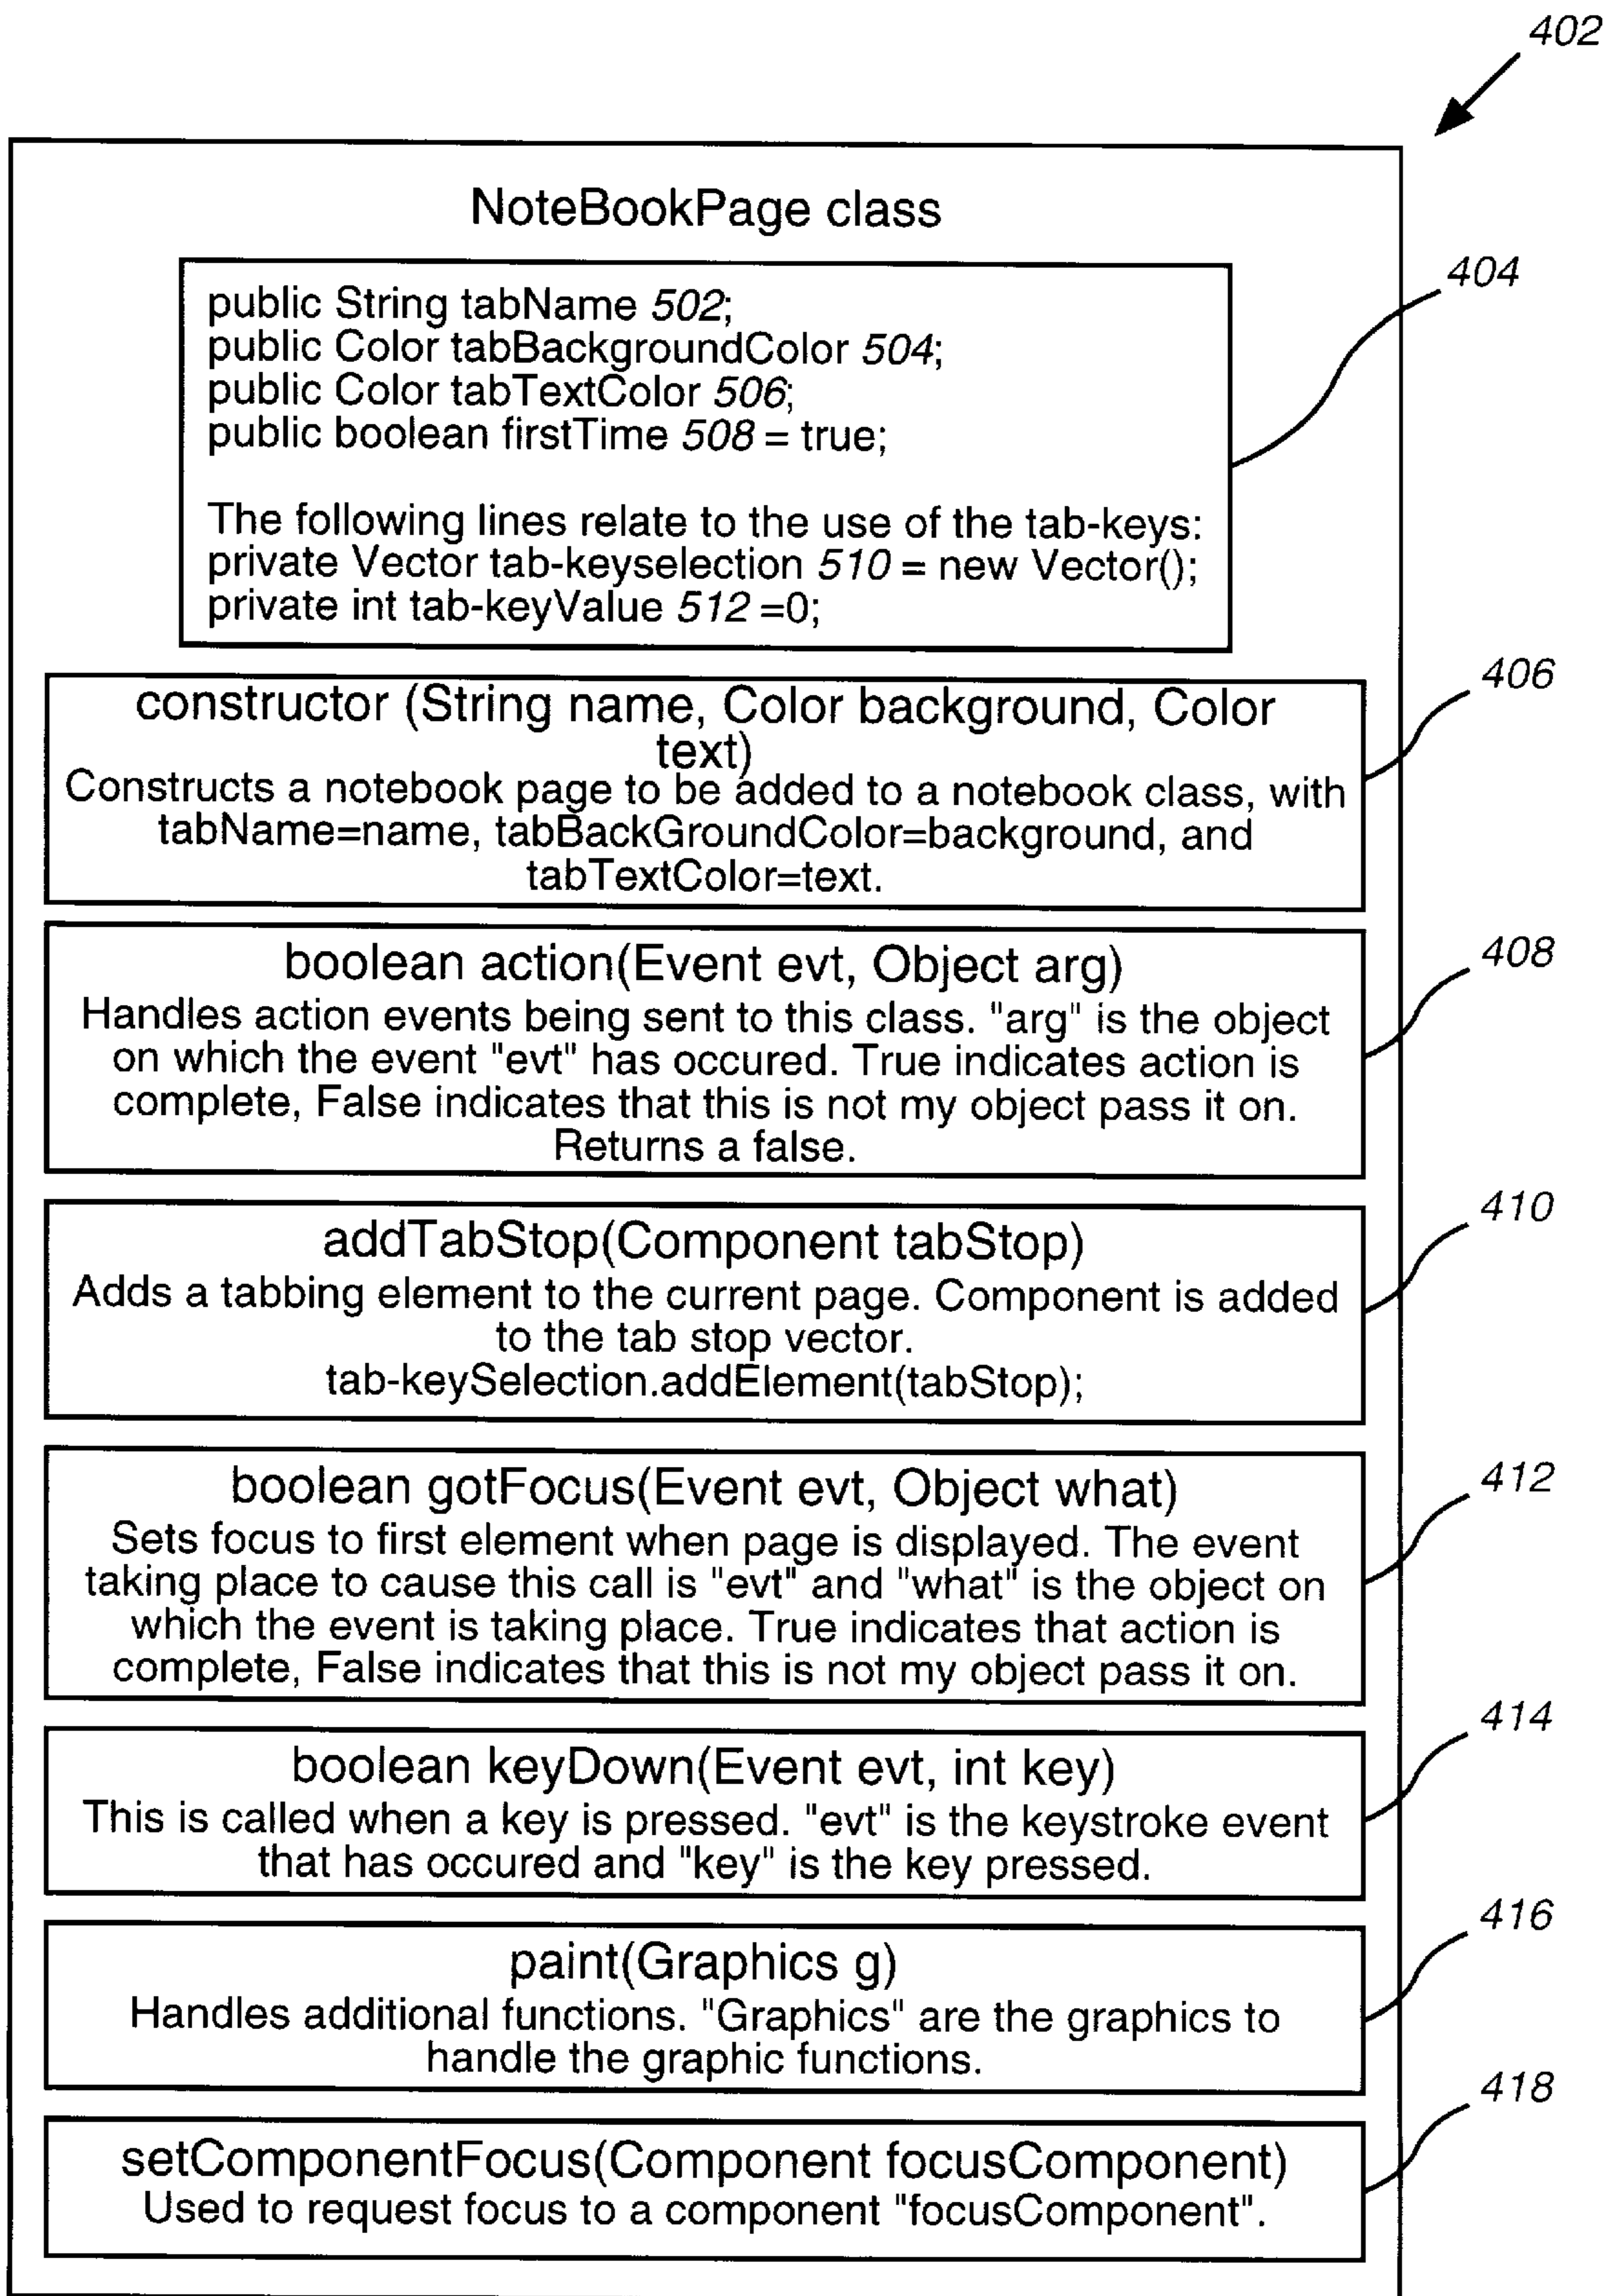 402
NoteBookPage class
404
public String tabName 502;
public Color tabBackgroundColor 504;
public Color tabTextColor 506;
public boolean firstTime 508 = true;
The following lines relate to the use of the tab-keys:
private Vector tab-keyselection 510 = new Vector();
private int tab-keyValue 512 =0;
406
constructor (String name, Color background, Color
text)
Constructs a notebook page to be added to a notebook class, with
tabName=name, tabBackGroundColor=background, and
tabTextColor=text.
408
boolean action(Event evt, Object arg)
Handles action events being sent to this class. "arg" is the object
on which the event "evt" has occured. True indicates action is
complete, False indicates that this is not my object pass it on.
Returns a false.
410
addTabStop(Component tabStop)
Adds a tabbing element to the current page. Component is added
to the tab stop vector.
tab-keySelection.addElement(tabStop);
412
boolean gotFocus(Event evt, Object what)
Sets focus to first element when page is displayed. The event
taking place to cause this call is "evt" and "what" is the object on
which the event is taking place. True indicates that action is
complete, False indicates that this is not my object pass it on.
414
boolean keyDown(Event evt, int key)
This is called when a key is pressed. "evt" is the keystroke event
that has occured and "key" is the key pressed.
416
paint(Graphics g)
Handles additional functions. "Graphics" are the graphics to
handle the graphic functions.
418
setComponentFocus(Component focusComponent)
Used to request focus to a component "focusComponent".